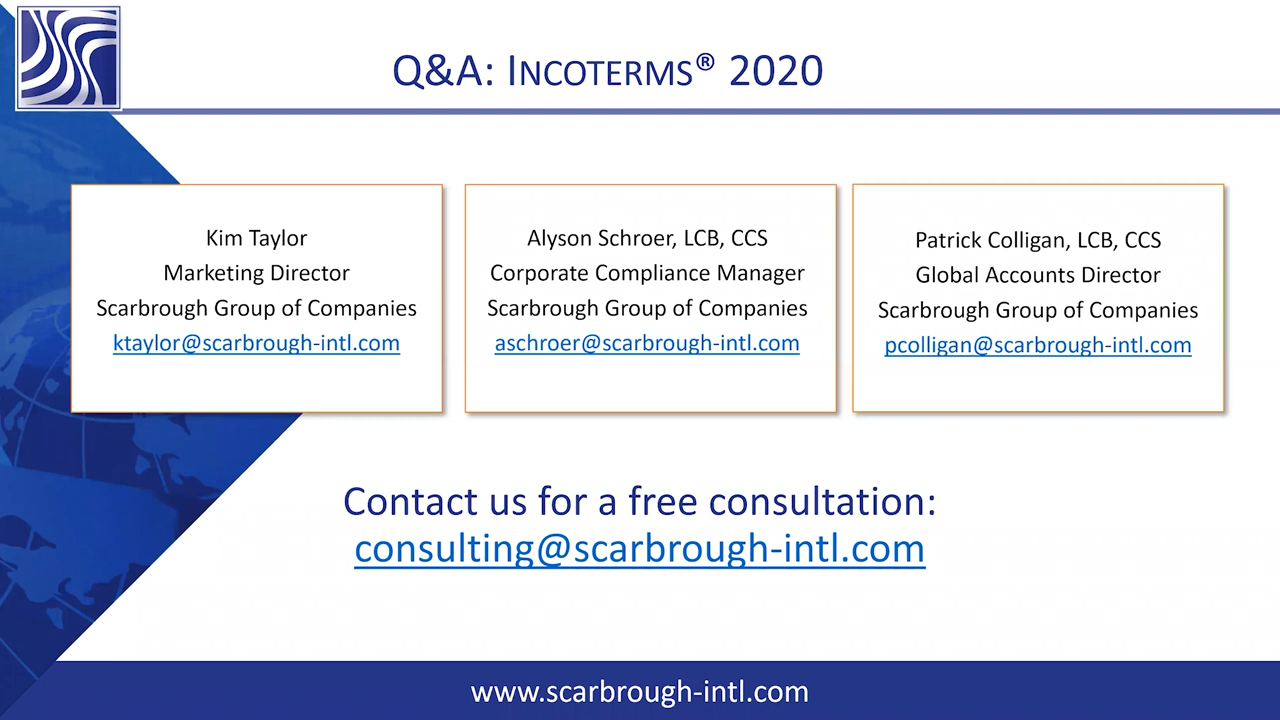 Q&A: INCOTERMS® 2020
Kim Taylor
Marketing Director
Scarbrough Group of Companies
ktaylor@scarbrough-intl.com
Alyson Schroer, LCB, CCS
Corporate Compliance Manager
Scarbrough Group of Companies
aschroer@scarbrough-intl.com
Patrick Colligan, LCB, CCS
Global Accounts Director
Scarbrough Group of Companies
pcolligan@scarbrough-intl.com
Contact us for a free consultation:
consulting@scarbrough-intl.com
www.scarbrough-intl.com